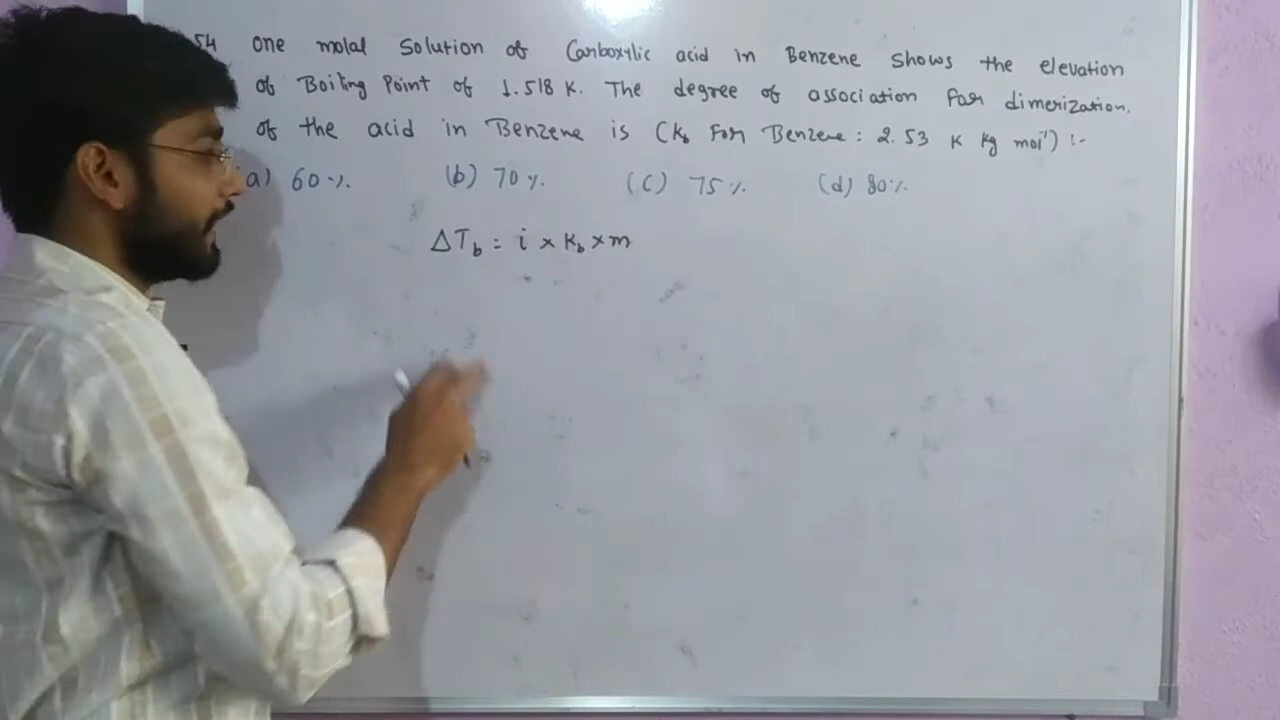 54 One molal solution of Carboxylic acid in Benzene shows the elevation
of Boiling Point of 1.518 K. The degree of association for dimerization.
of the acid in Benzene is (Kb for Benzene : 2.53 K kg mol⁻¹) :-
a) 60 %. (b) 70 %. (c) 75 %. (d) 80 %.
ΔTb = i × Kb × m